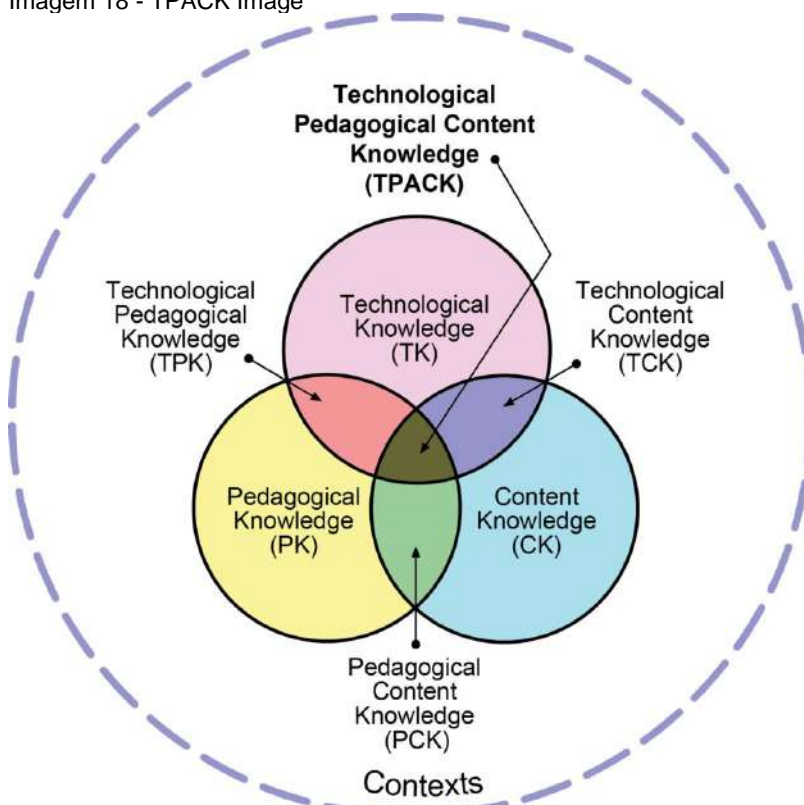 Imagem 18 - TPACK Image
Technological
Pedagogical Content
Knowledge
(TPACK)
Technological
Pedagogical
Knowledge
(TPK)
Technological
Knowledge
(TK)
Technological
Content
Knowledge
(TCK)
Pedagogical
Knowledge
(PK)
Content
Knowledge
(CK)
Pedagogical
Content
Knowledge
(PCK)
Contexts